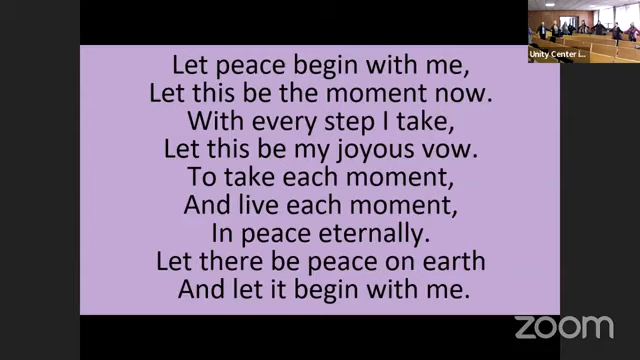 Let peace begin with me,
Let this be the moment now.
With every step I take,
Let this be my joyous vow.
To take each moment,
And live each moment,
In peace eternally.
Let there be peace on earth
And let it begin with me.
Unity Center i...
zoom